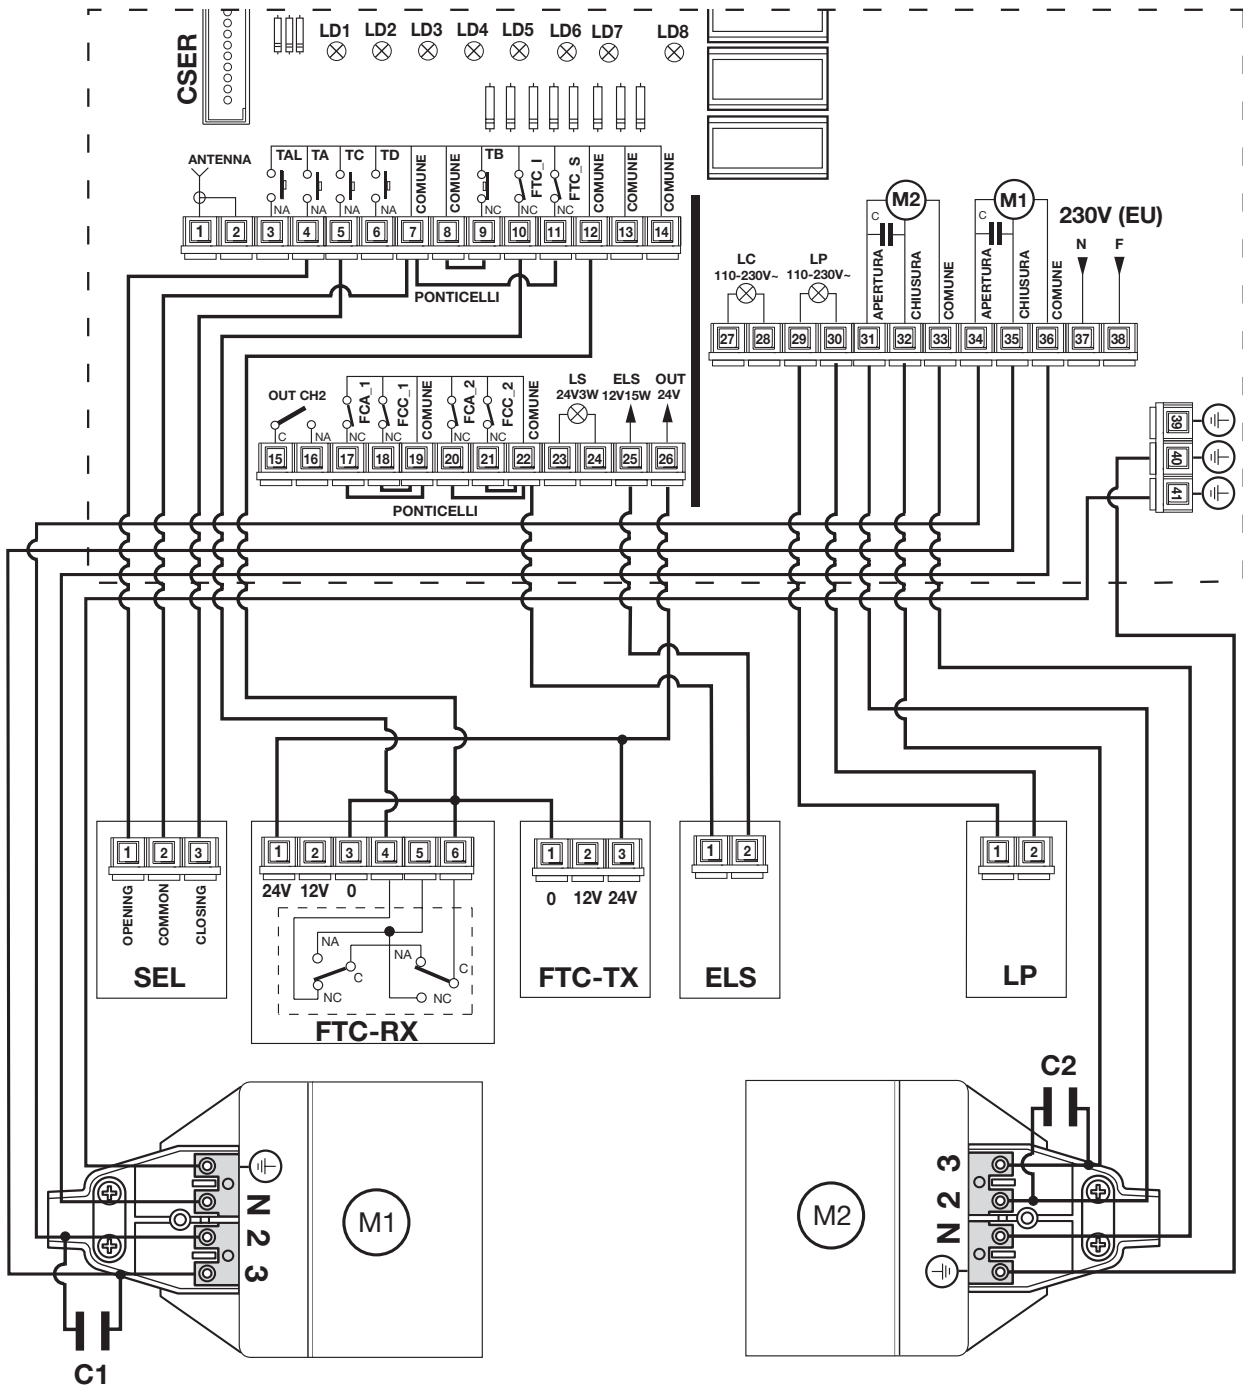 CSER
LD1 LD2 LD3 LD4 LD5 LD6 LD7 LD8
ANTENNA
TAL TA TC TD COMUNE COMUNE TB FTC_I FTC_S COMUNE COMUNE COMUNE
NA NA NA NA NC NC NC
1 2 3 4 5 6 7 8 9 10 11 12 13 14
PONTICELLI
M2 M1
C C
230V (EU)
N F
LC
110-230V~
LP
110-230V~
APERTURA CHIUSURA COMUNE APERTURA CHIUSURA COMUNE
27 28 29 30 31 32 33 34 35 36 37 38
OUT CH2
C NA
FCA_1 FCC_1 COMUNE FCA_2 FCC_2 COMUNE
NC NC NC NC
LS
24V3W
ELS
12V15W
OUT
24V
15 16 17 18 19 20 21 22 23 24 25 26
PONTICELLI
39
40
41
1 2 3
OPENING COMMON CLOSING
SEL
1 2 3 4 5 6
24V 12V 0
NA NA
C C
NC NC
FTC-RX
1 2 3
0 12V 24V
FTC-TX
1 2
ELS
1 2
LP
N 2 3
M1
C1
C2
M2
N 2 3